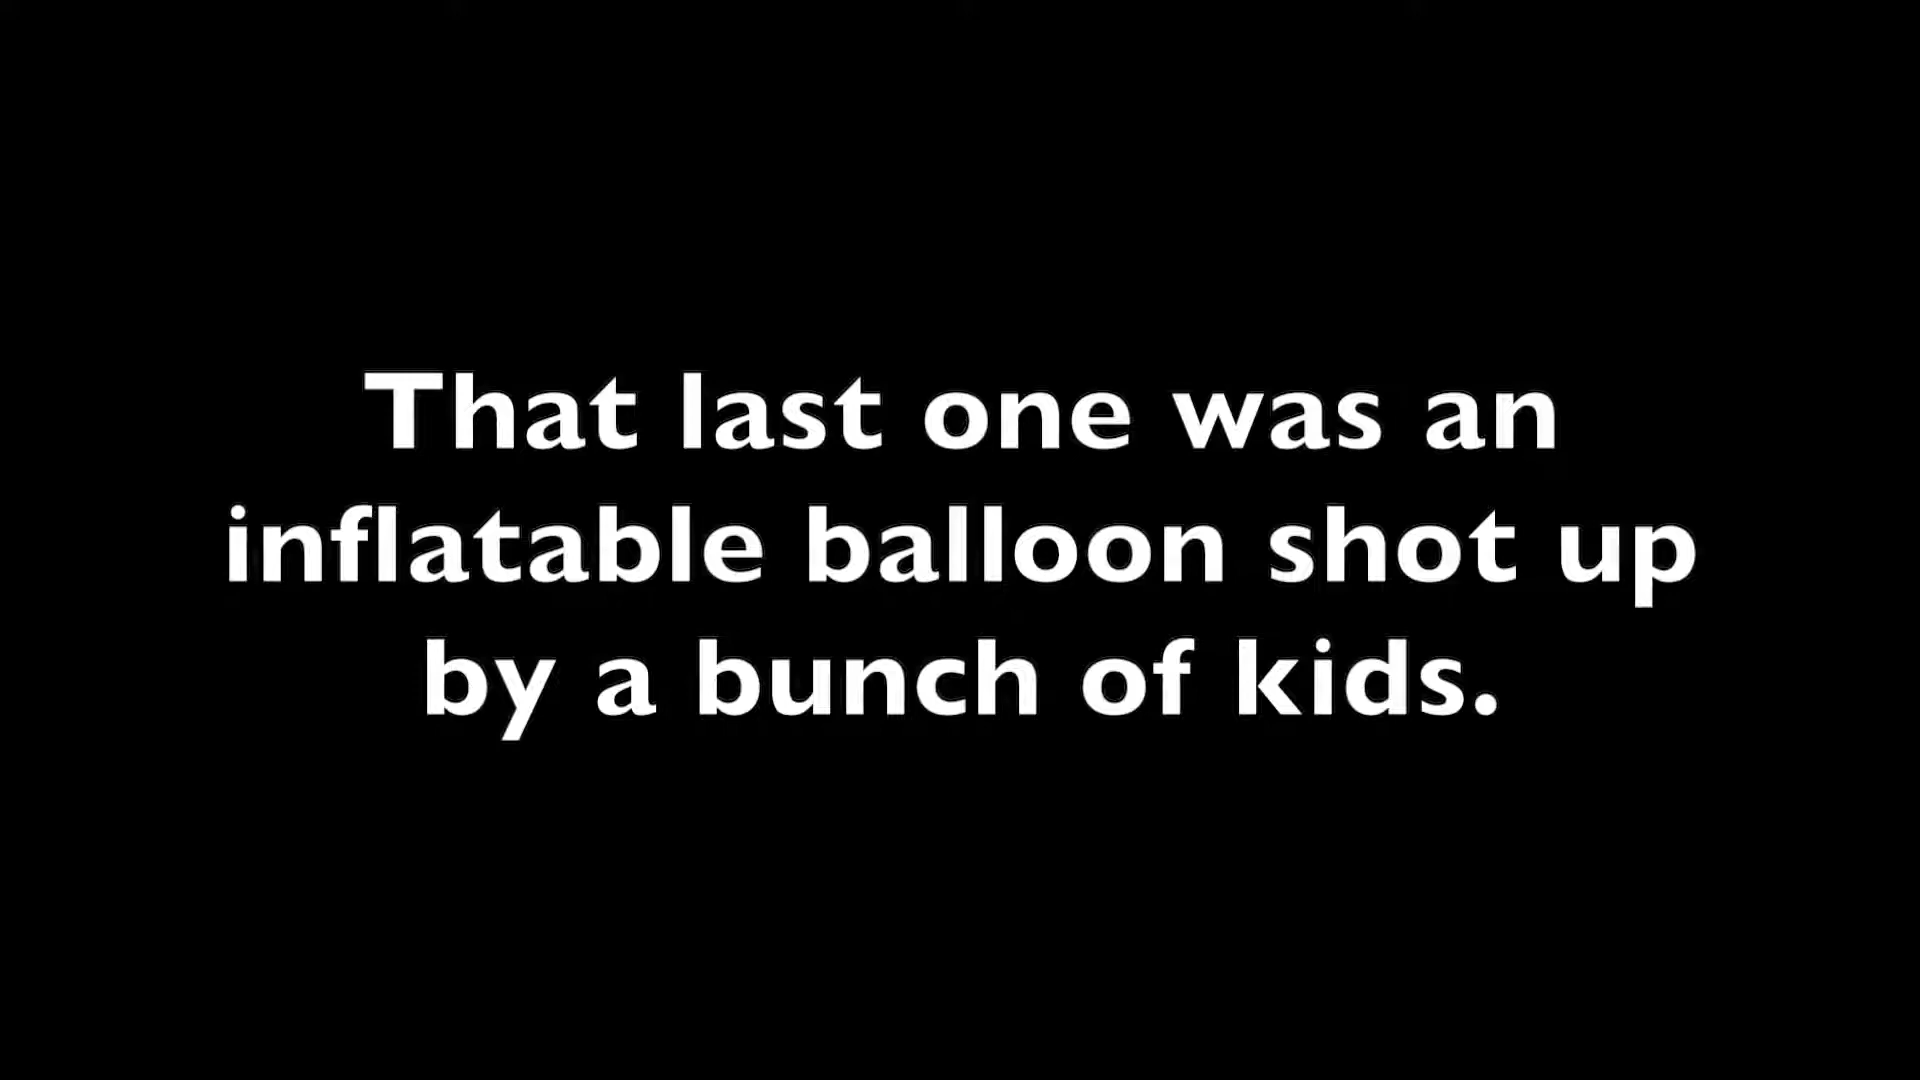 That last one was an
inflatable balloon shot up
by a bunch of kids.